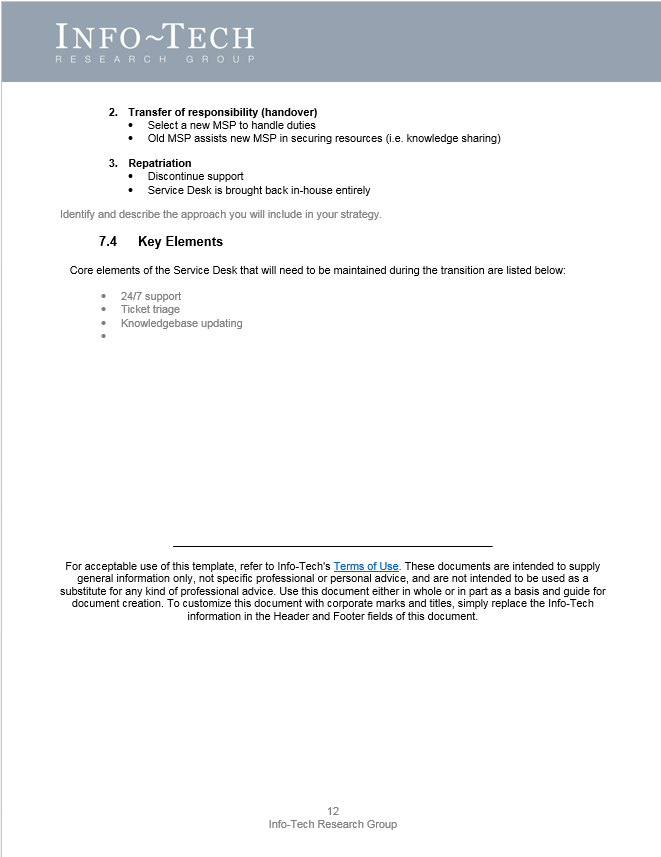 INFO~TECH
RESEARCH GROUP
2. Transfer of responsibility (handover)
• Select a new MSP to handle duties
• Old MSP assists new MSP in securing resources (i.e. knowledge sharing)
3. Repatriation
• Discontinue support
• Service Desk is brought back in-house entirely
Identify and describe the approach you will include in your strategy.
7.4 Key Elements
Core elements of the Service Desk that will need to be maintained during the transition are listed below:
• 24/7 support
• Ticket triage
• Knowledgebase updating
•
For acceptable use of this template, refer to Info-Tech's Terms of Use. These documents are intended to supply
general information only, not specific professional or personal advice, and are not intended to be used as a
substitute for any kind of professional advice. Use this document either in whole or in part as a basis and guide for
document creation. To customize this document with corporate marks and titles, simply replace the Info-Tech
information in the Header and Footer fields of this document.
12
Info-Tech Research Group